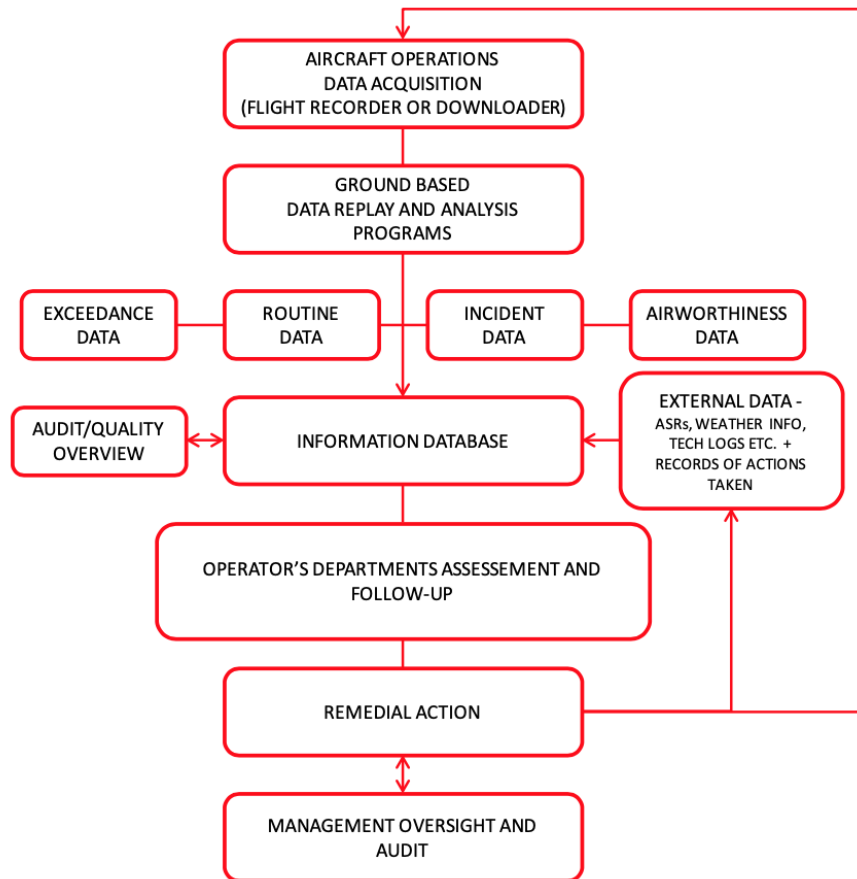 AIRCRAFT OPERATIONS
DATA ACQUISITION
(FLIGHT RECORDER OR DOWNLOADER)
GROUND BASED
DATA REPLAY AND ANALYSIS
PROGRAMS
EXCEEDANCE
DATA
ROUTINE
DATA
INCIDENT
DATA
AIRWORTHINESS
DATA
AUDIT/QUALITY
OVERVIEW
INFORMATION DATABASE
EXTERNAL DATA -
ASRs, WEATHER INFO,
TECH LOGS ETC. +
RECORDS OF ACTIONS
TAKEN
OPERATOR’S DEPARTMENTS ASSESSEMENT AND
FOLLOW-UP
REMEDIAL ACTION
MANAGEMENT OVERSIGHT AND
AUDIT